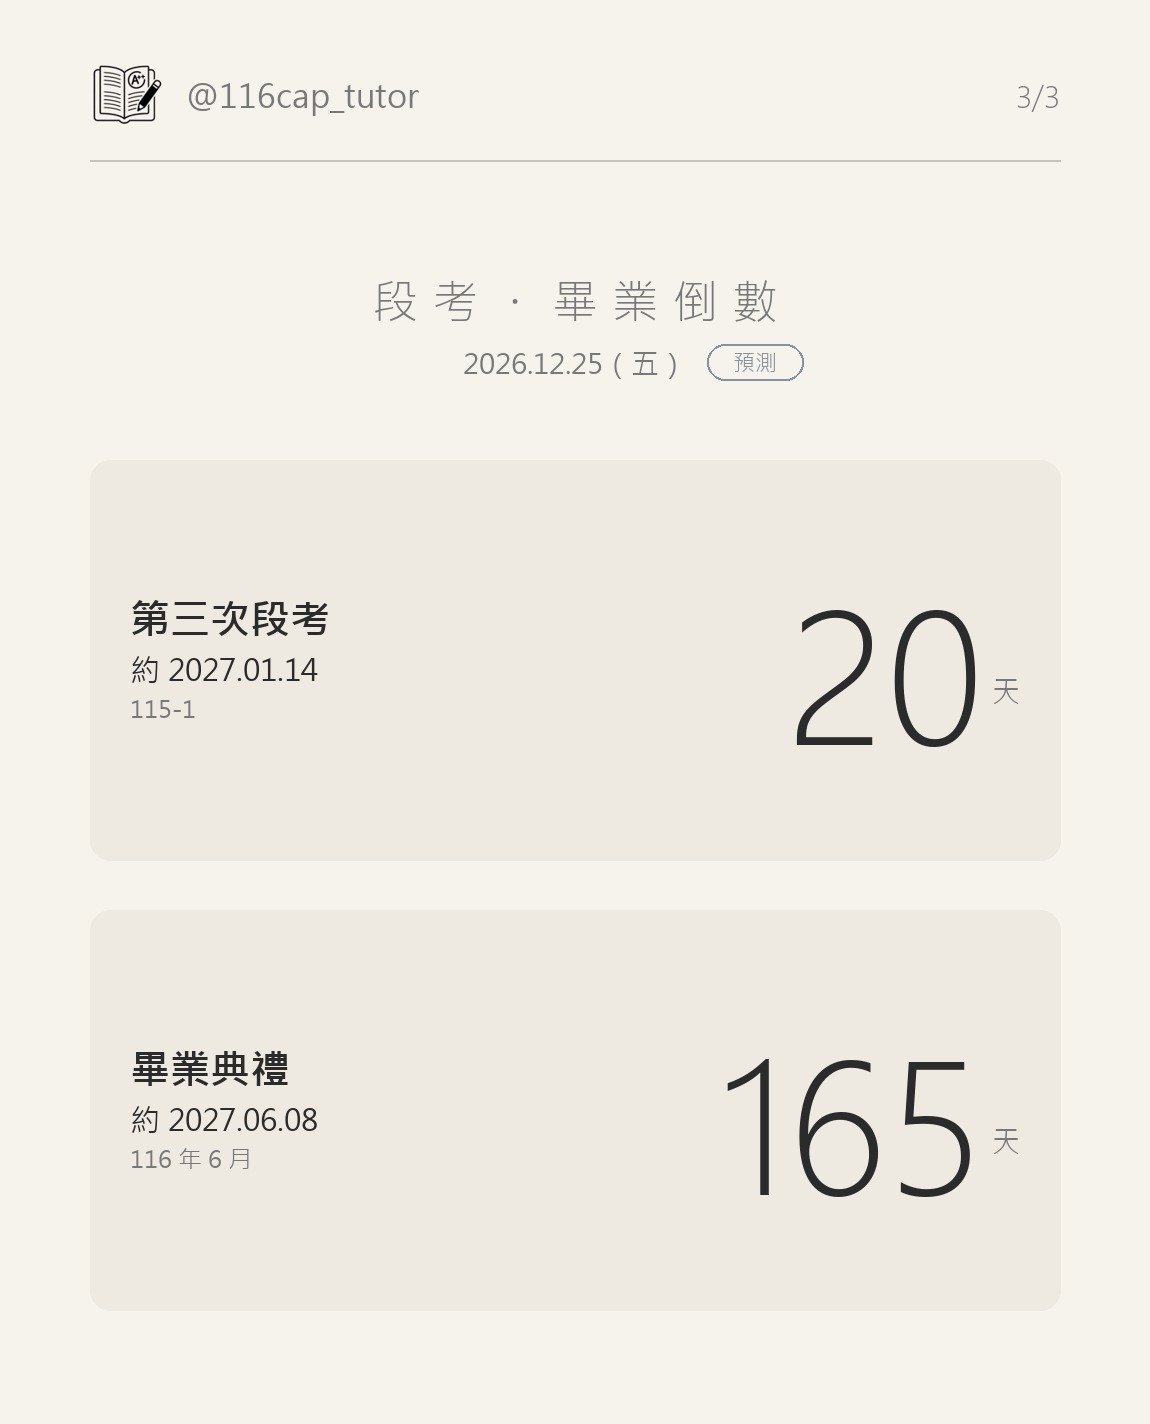 A++
@116cap_tutor
3/3
段考 · 畢業倒數
2026.12.25（五） 預測
第三次段考
約 2027.01.14
115-1
20 天
畢業典禮
約 2027.06.08
116 年 6 月
165 天